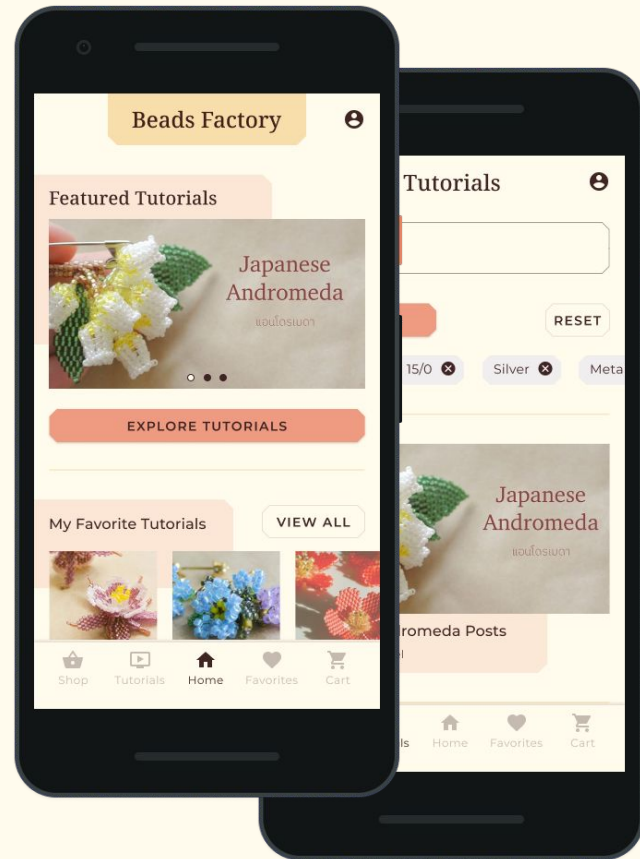 Beads Factory
Featured Tutorials
Japanese
Andromeda
แอนโดรเมดา
EXPLORE TUTORIALS
My Favorite Tutorials
VIEW ALL
Shop
Tutorials
Home
Favorites
Cart
Tutorials
RESET
15/0
Silver
Meta
Japanese
Andromeda
แอนโดรเมดา
romeda Posts
ls
Home
Favorites
Cart